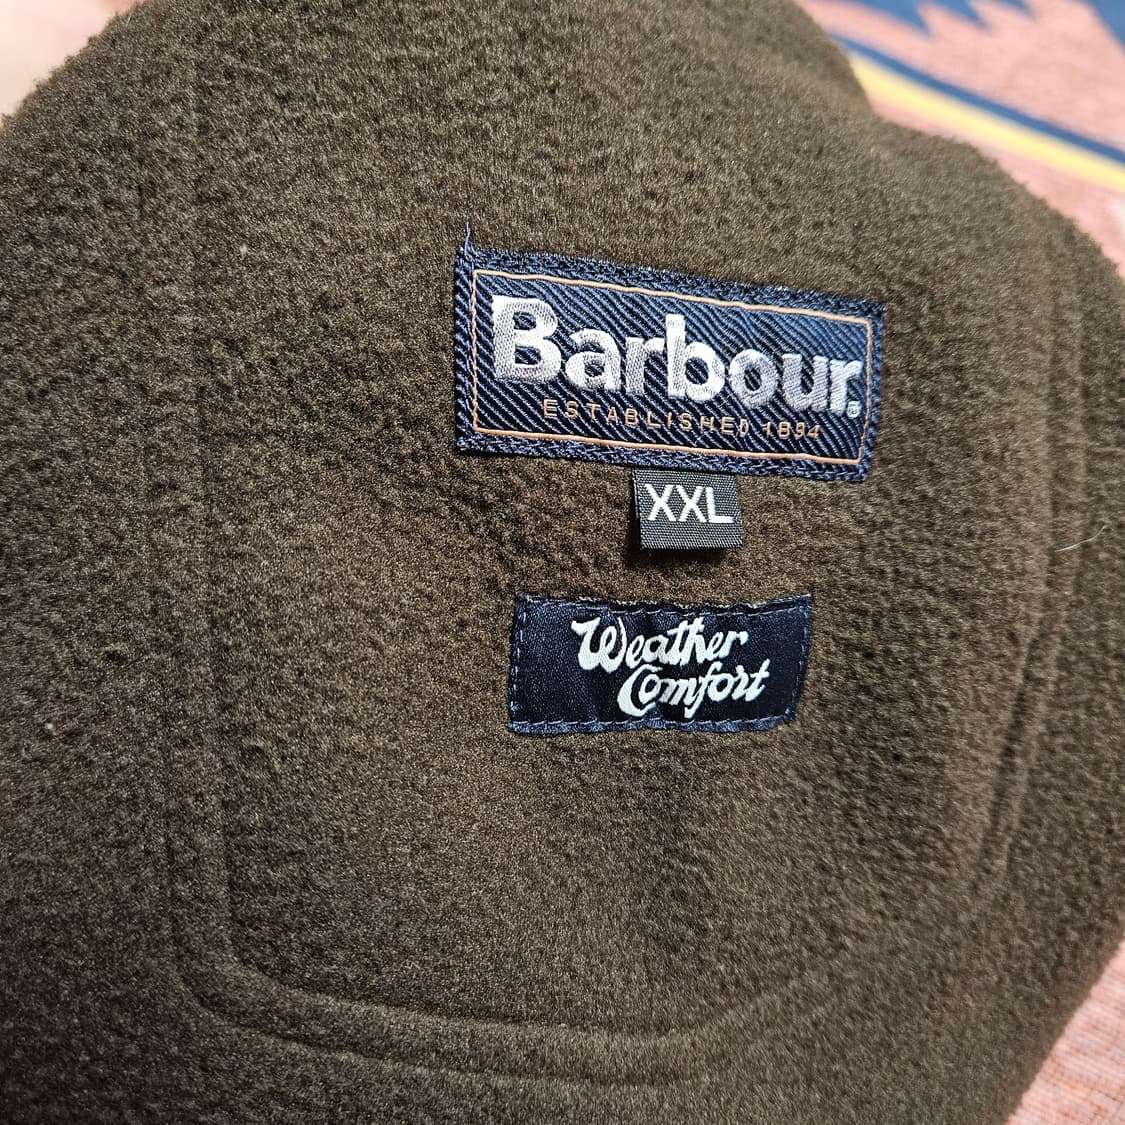 Barbour®
ESTABLISHED 1894
XXL
Weather
Comfort